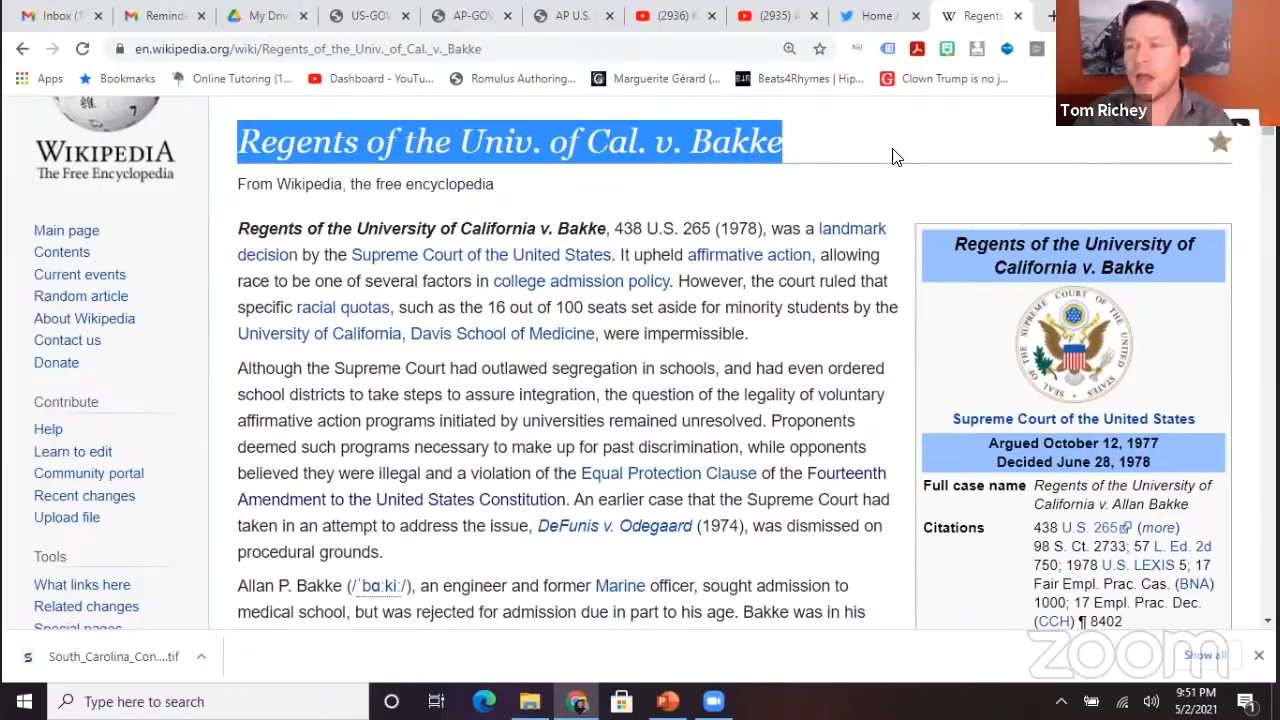 Inbox (1
Reminde
My Driv
US-GOV
AP-GOV
AP U.S.
(2936) K
(2935) A
Home /
Regents
en.wikipedia.org/wiki/Regents_of_the_Univ._of_Cal._v._Bakke
Apps
Bookmarks
Online Tutoring (1...
Dashboard - YouTu...
Romulus Authoring...
Marguerite Gérard (...
Beats4Rhymes | Hip...
Clown Trump is no j...
Tom Richey
WIKIPEDIA
The Free Encyclopedia
Main page
Contents
Current events
Random article
About Wikipedia
Contact us
Donate
Contribute
Help
Learn to edit
Community portal
Recent changes
Upload file
Tools
What links here
Related changes
Special pages
Regents of the Univ. of Cal. v. Bakke
From Wikipedia, the free encyclopedia
Regents of the University of California v. Bakke, 438 U.S. 265 (1978), was a landmark
decision by the Supreme Court of the United States. It upheld affirmative action, allowing
race to be one of several factors in college admission policy. However, the court ruled that
specific racial quotas, such as the 16 out of 100 seats set aside for minority students by the
University of California, Davis School of Medicine, were impermissible.
Although the Supreme Court had outlawed segregation in schools, and had even ordered
school districts to take steps to assure integration, the question of the legality of voluntary
affirmative action programs initiated by universities remained unresolved. Proponents
deemed such programs necessary to make up for past discrimination, while opponents
believed they were illegal and a violation of the Equal Protection Clause of the Fourteenth
Amendment to the United States Constitution. An earlier case that the Supreme Court had
taken in an attempt to address the issue, DeFunis v. Odegaard (1974), was dismissed on
procedural grounds.
Allan P. Bakke (/ˈbɑːkiː/), an engineer and former Marine officer, sought admission to
medical school, but was rejected for admission due in part to his age. Bakke was in his
Regents of the University of
California v. Bakke
Supreme Court of the United States
Argued October 12, 1977
Decided June 28, 1978
Full case name Regents of the University of
California v. Allan Bakke
Citations 438 U.S. 265 (more)
98 S. Ct. 2733; 57 L. Ed. 2d
750; 1978 U.S. LEXIS 5; 17
Fair Empl. Prac. Cas. (BNA)
1000; 17 Empl. Prac. Dec.
(CCH) ¶ 8402
South_Carolina_Con....tif
Show all
zoom
Type here to search
9:51 PM
5/2/2021